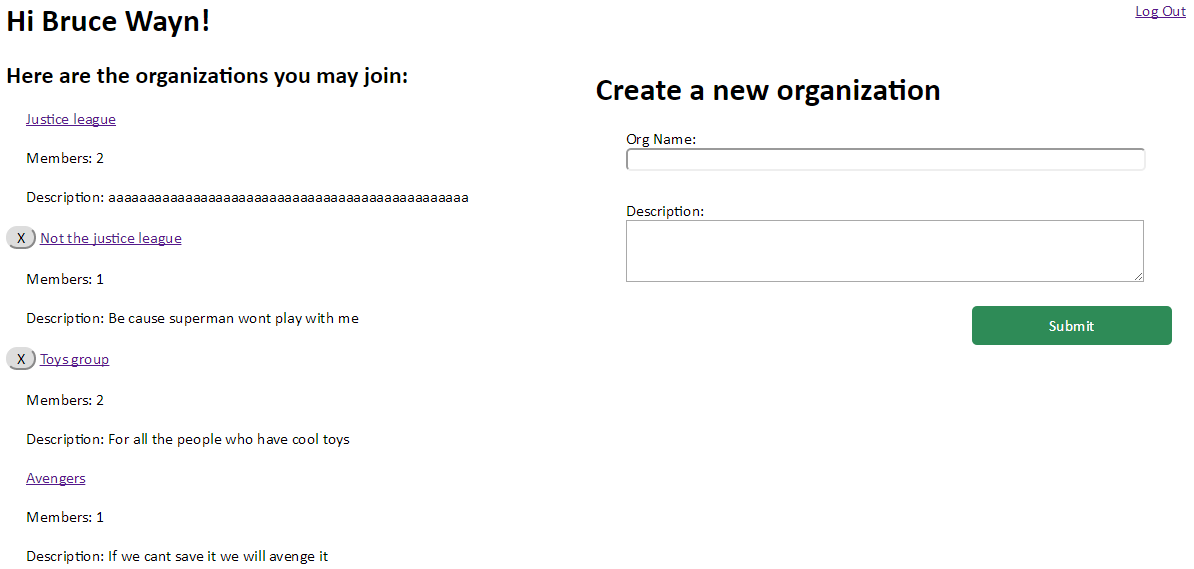 Hi Bruce Wayn!
Log Out
Here are the organizations you may join:
Justice league
Members: 2
Description: aaaaaaaaaaaaaaaaaaaaaaaaaaaaaaaaaaaaaaaaaaaaaaa
X Not the justice league
Members: 1
Description: Be cause superman wont play with me
X Toys group
Members: 2
Description: For all the people who have cool toys
Avengers
Members: 1
Description: If we cant save it we will avenge it
Create a new organization
Org Name:
Description:
Submit